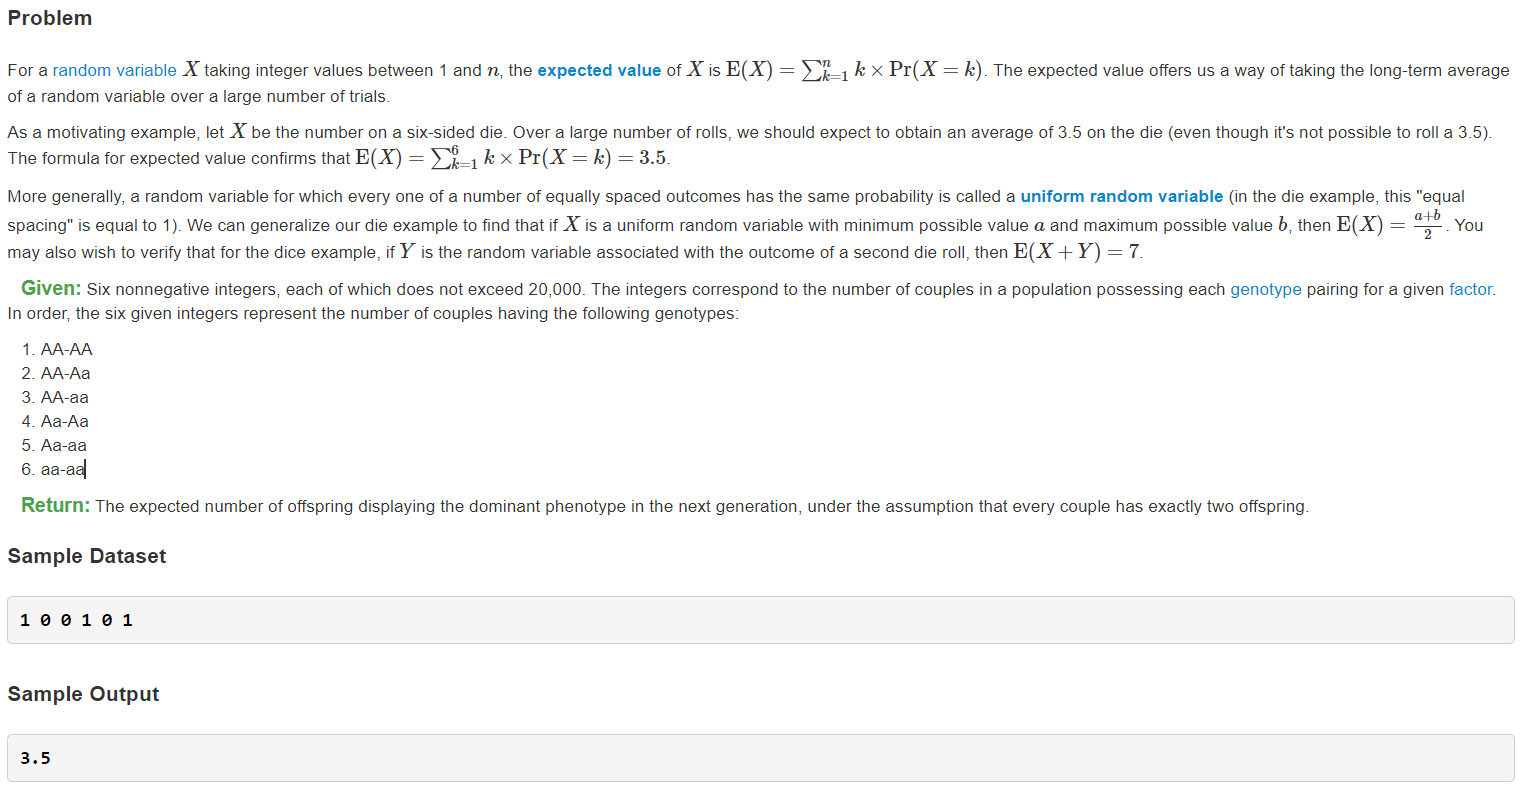 Problem
For a random variable X taking integer values between 1 and n, the expected value of X is E(X) = ∑ⁿₖ₌₁ k × Pr(X = k). The expected value offers us a way of taking the long-term average
of a random variable over a large number of trials.
As a motivating example, let X be the number on a six-sided die. Over a large number of rolls, we should expect to obtain an average of 3.5 on the die (even though it's not possible to roll a 3.5).
The formula for expected value confirms that E(X) = ∑⁶ₖ₌₁ k × Pr(X = k) = 3.5.
More generally, a random variable for which every one of a number of equally spaced outcomes has the same probability is called a uniform random variable (in the die example, this "equal
spacing" is equal to 1). We can generalize our die example to find that if X is a uniform random variable with minimum possible value a and maximum possible value b, then E(X) = (a+b)/2. You
may also wish to verify that for the dice example, if Y is the random variable associated with the outcome of a second die roll, then E(X + Y) = 7.
Given: Six nonnegative integers, each of which does not exceed 20,000. The integers correspond to the number of couples in a population possessing each genotype pairing for a given factor.
In order, the six given integers represent the number of couples having the following genotypes:
1. AA-AA
2. AA-Aa
3. AA-aa
4. Aa-Aa
5. Aa-aa
6. aa-aa
Return: The expected number of offspring displaying the dominant phenotype in the next generation, under the assumption that every couple has exactly two offspring.
Sample Dataset
1 0 0 1 0 1
Sample Output
3.5